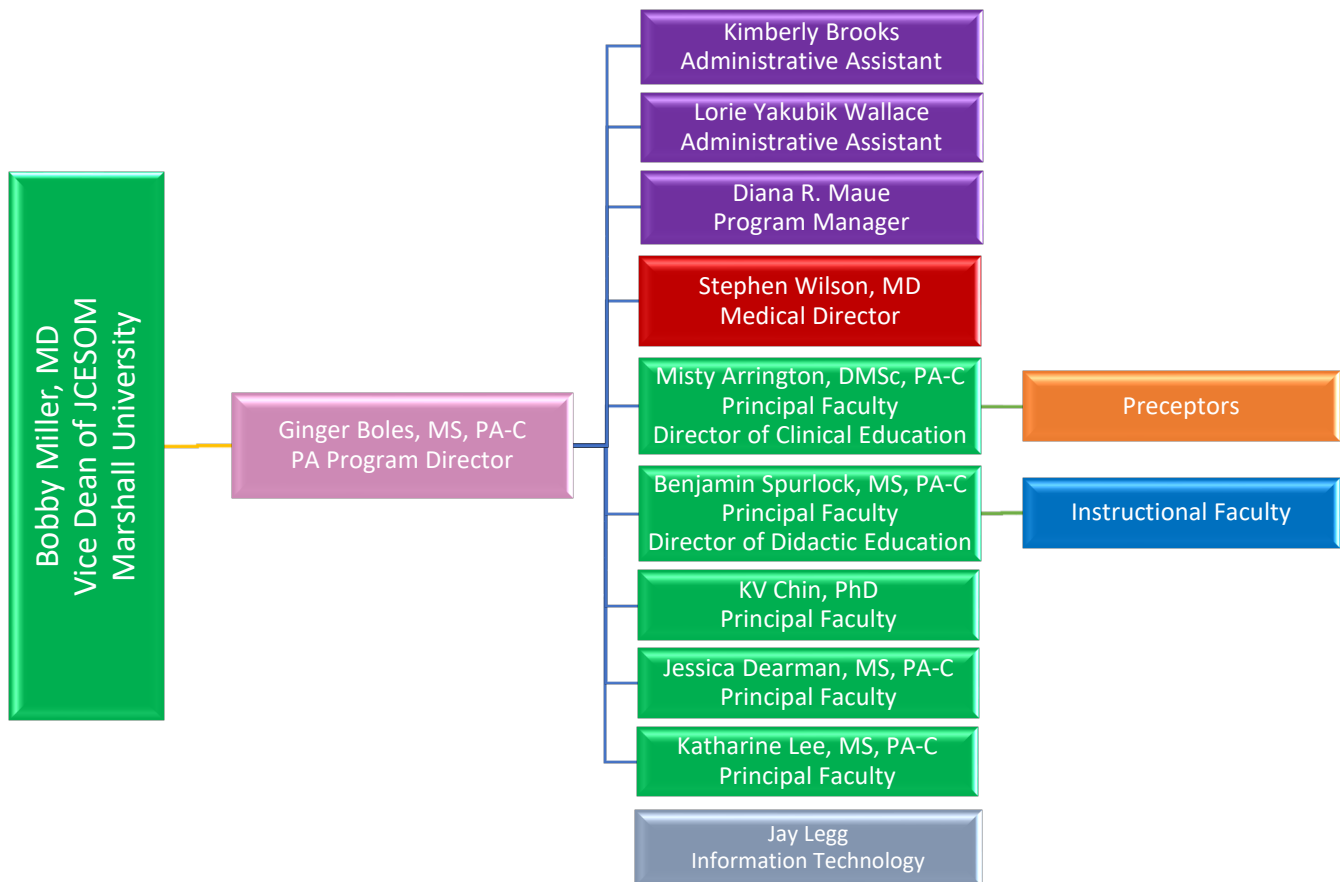 Bobby Miller, MD
Vice Dean of JCESOM
Marshall University
Ginger Boles, MS, PA-C
PA Program Director
Kimberly Brooks
Administrative Assistant
Lorie Yakubik Wallace
Administrative Assistant
Diana R. Maue
Program Manager
Stephen Wilson, MD
Medical Director
Misty Arrington, DMSc, PA-C
Principal Faculty
Director of Clinical Education
Preceptors
Benjamin Spurlock, MS, PA-C
Principal Faculty
Director of Didactic Education
Instructional Faculty
KV Chin, PhD
Principal Faculty
Jessica Dearman, MS, PA-C
Principal Faculty
Katharine Lee, MS, PA-C
Principal Faculty
Jay Legg
Information Technology